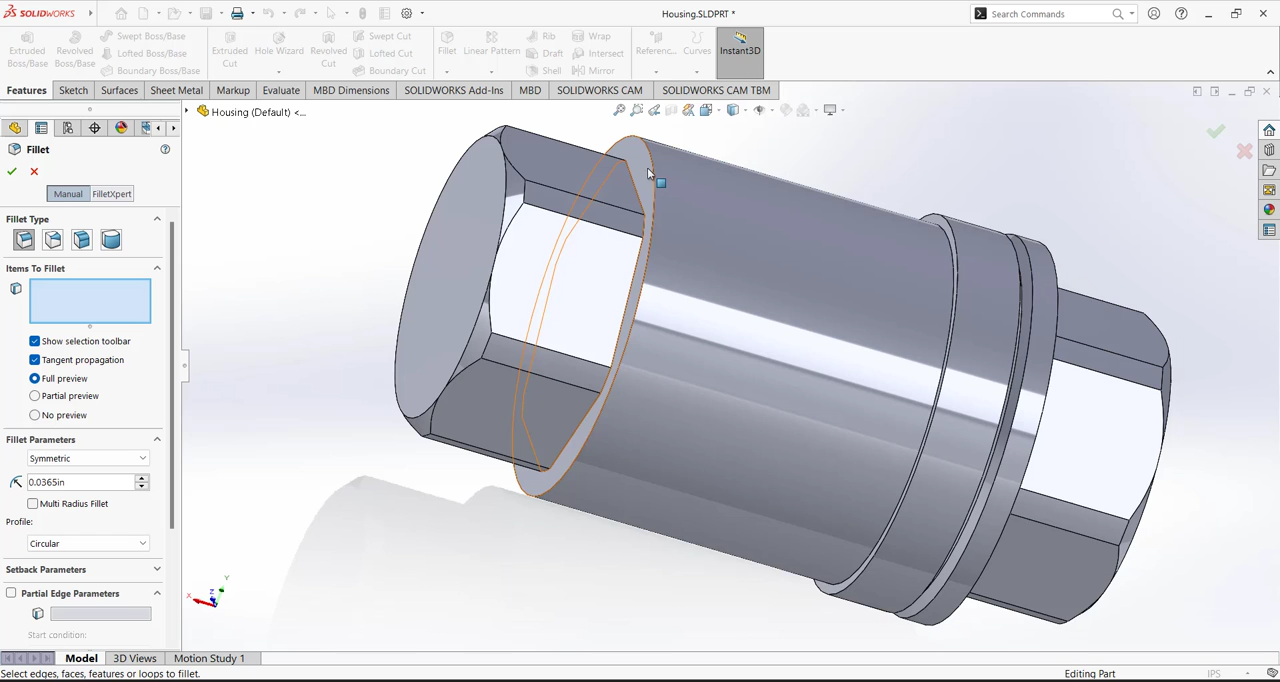 SOLIDWORKS
Housing.SLDPRT *
Search Commands
Extruded Boss/Base
Revolved Boss/Base
Swept Boss/Base
Lofted Boss/Base
Boundary Boss/Base
Extruded Cut
Hole Wizard
Revolved Cut
Swept Cut
Lofted Cut
Boundary Cut
Fillet
Linear Pattern
Rib
Draft
Shell
Wrap
Intersect
Mirror
Referenc...
Curves
Instant3D
Features
Sketch
Surfaces
Sheet Metal
Markup
Evaluate
MBD Dimensions
SOLIDWORKS Add-Ins
MBD
SOLIDWORKS CAM
SOLIDWORKS CAM TBM
Housing (Default) <...
Fillet
Manual
FilletXpert
Fillet Type
Items To Fillet
Show selection toolbar
Tangent propagation
Full preview
Partial preview
No preview
Fillet Parameters
Symmetric
0.0365in
Multi Radius Fillet
Profile:
Circular
Setback Parameters
Partial Edge Parameters
Start condition:
Y
X
Z
Model
3D Views
Motion Study 1
Select edges, faces, features or loops to fillet.
Editing Part
IPS